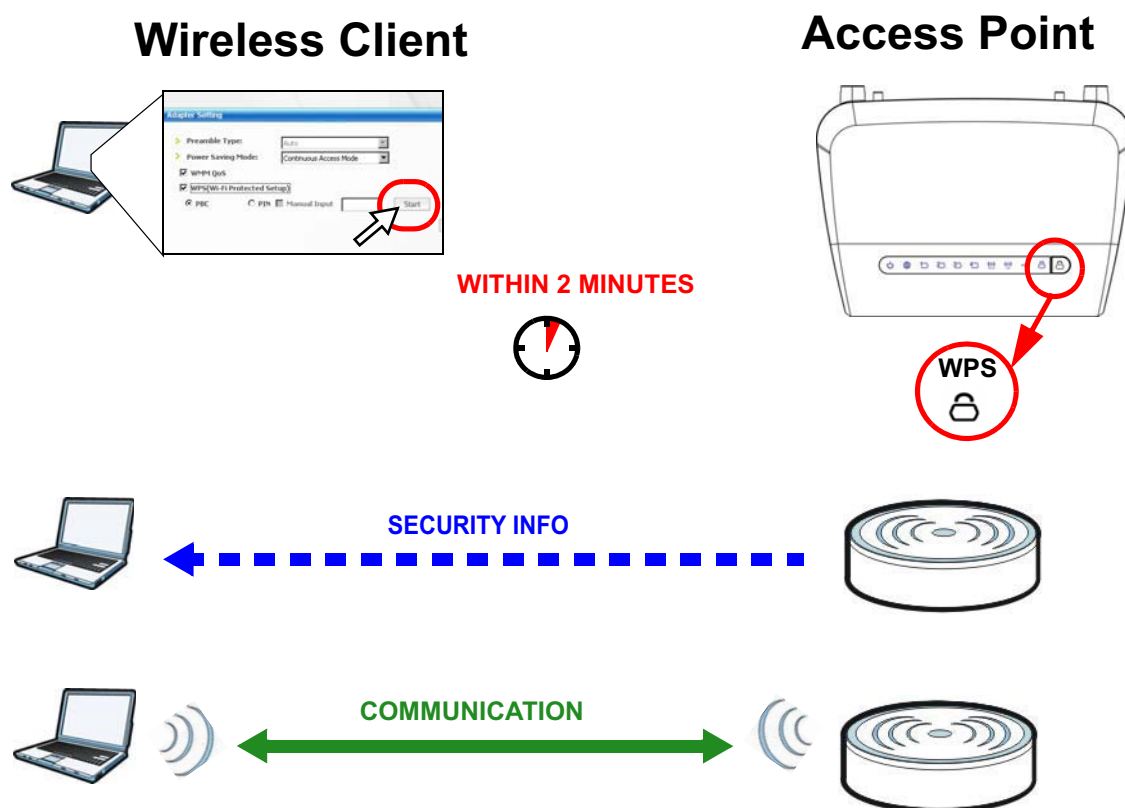 Wireless Client
Access Point
Adapter Setting
Preamble Type: Auto
Power Saving Mode: Continuous Access Mode
WMM QoS
WPS(Wi-Fi Protected Setup)
PBC PIN Manual Input Start
WITHIN 2 MINUTES
WPS
SECURITY INFO
COMMUNICATION